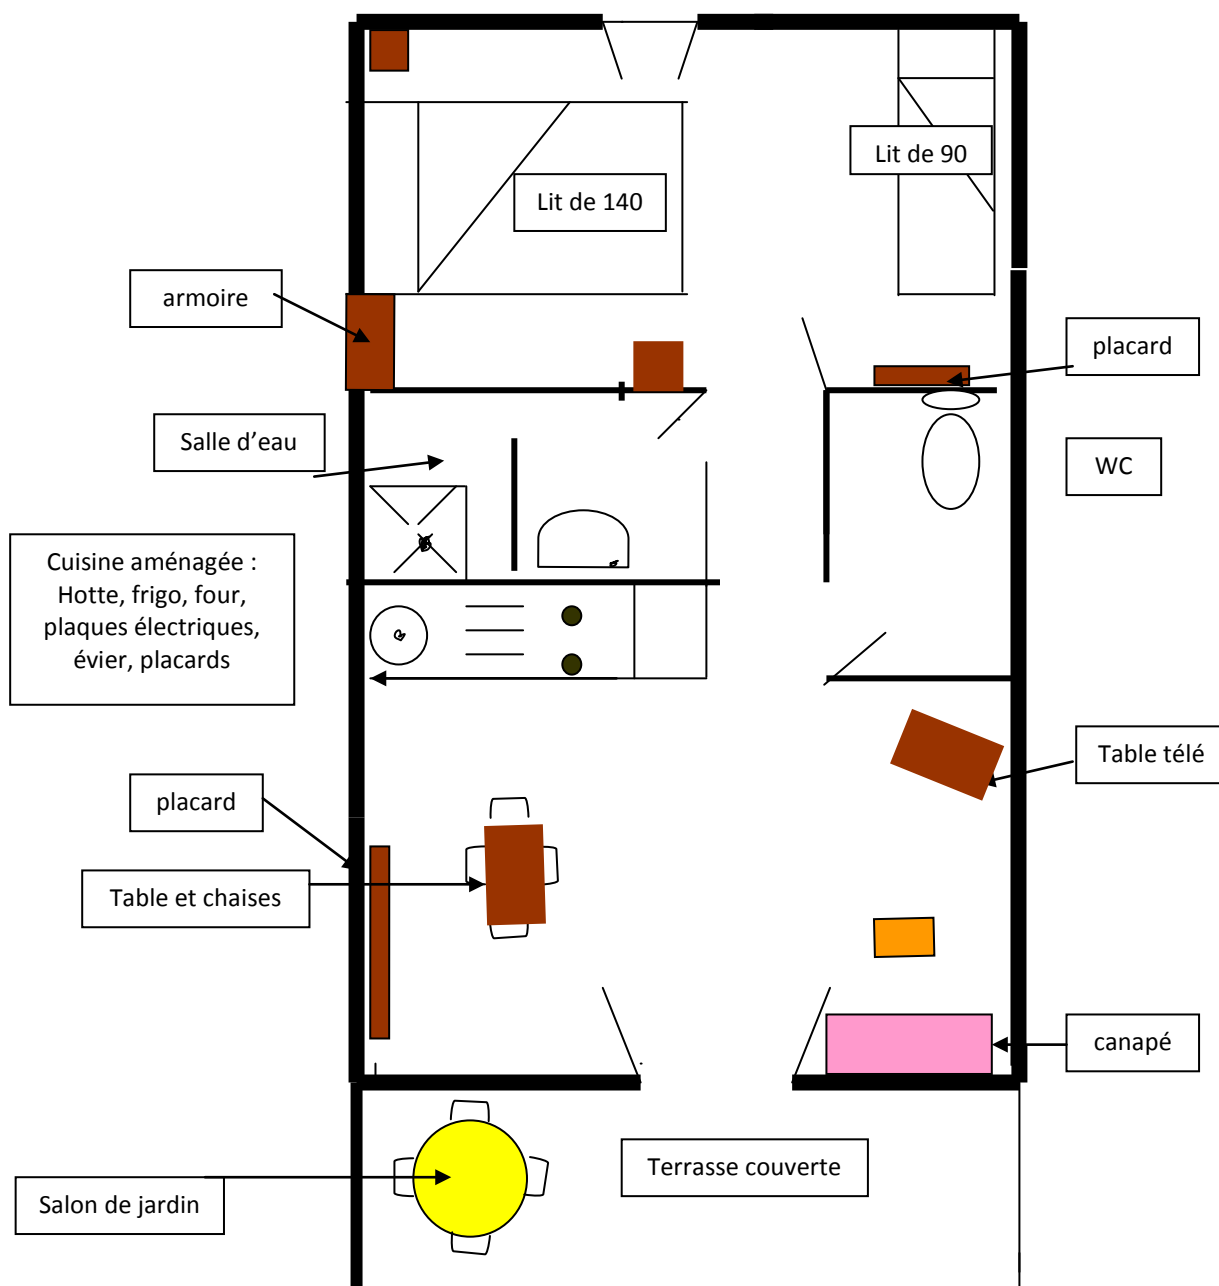 Lit de 90
Lit de 140
armoire
placard
Salle d'eau
WC
Cuisine aménagée :
Hotte, frigo, four,
plaques électriques,
évier, placards
Table télé
placard
Table et chaises
canapé
Terrasse couverte
Salon de jardin